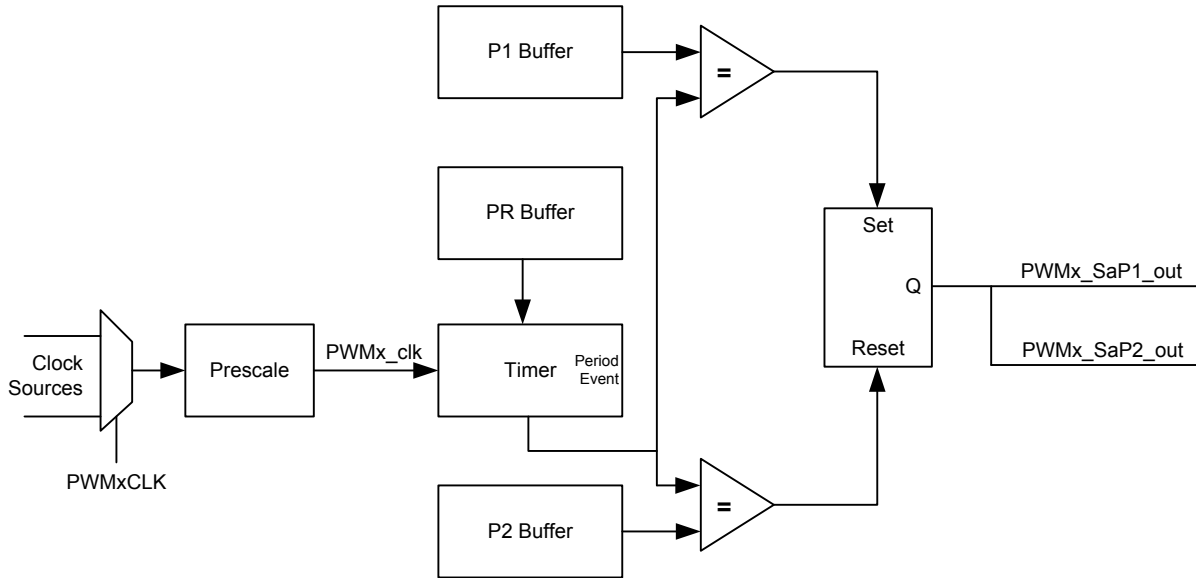 P1 Buffer
=
PR Buffer
Set
Q
Reset
PWMx_SaP1_out
PWMx_SaP2_out
Clock
Sources
Prescale
PWMx_clk
Timer
Period
Event
PWMxCLK
P2 Buffer
=